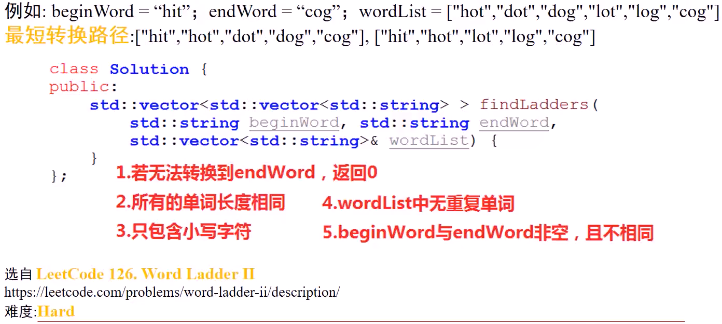 例如: beginWord = “hit”；endWord = “cog”；wordList = ["hot","dot","dog","lot","log","cog"]
最短转换路径:["hit","hot","dot","dog","cog"], ["hit","hot","lot","log","cog"]
class Solution {
public:
std::vector<std::vector<std::string> > findLadders(
std::string beginWord, std::string endWord,
std::vector<std::string>& wordList) {
}
};
1.若无法转换到endWord，返回0
2.所有的单词长度相同
4.wordList中无重复单词
3.只包含小写字符
5.beginWord与endWord非空，且不相同
选自 LeetCode 126. Word Ladder II
https://leetcode.com/problems/word-ladder-ii/description/
难度:Hard